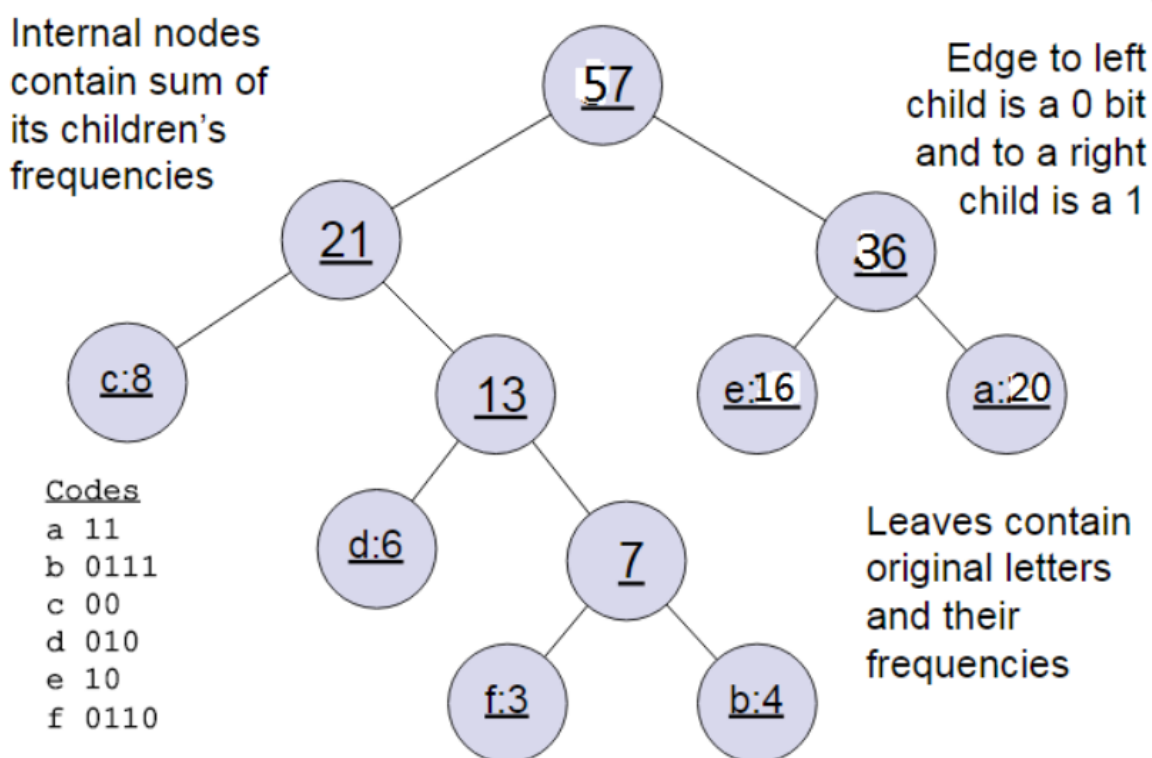 Internal nodes
contain sum of
its children's
frequencies
57
Edge to left
child is a 0 bit
and to a right
child is a 1
21
36
c:8
13
e:16
a:20
Codes
a 11
b 0111
c 00
d 010
e 10
f 0110
d:6
7
Leaves contain
original letters
and their
frequencies
f:3
b:4